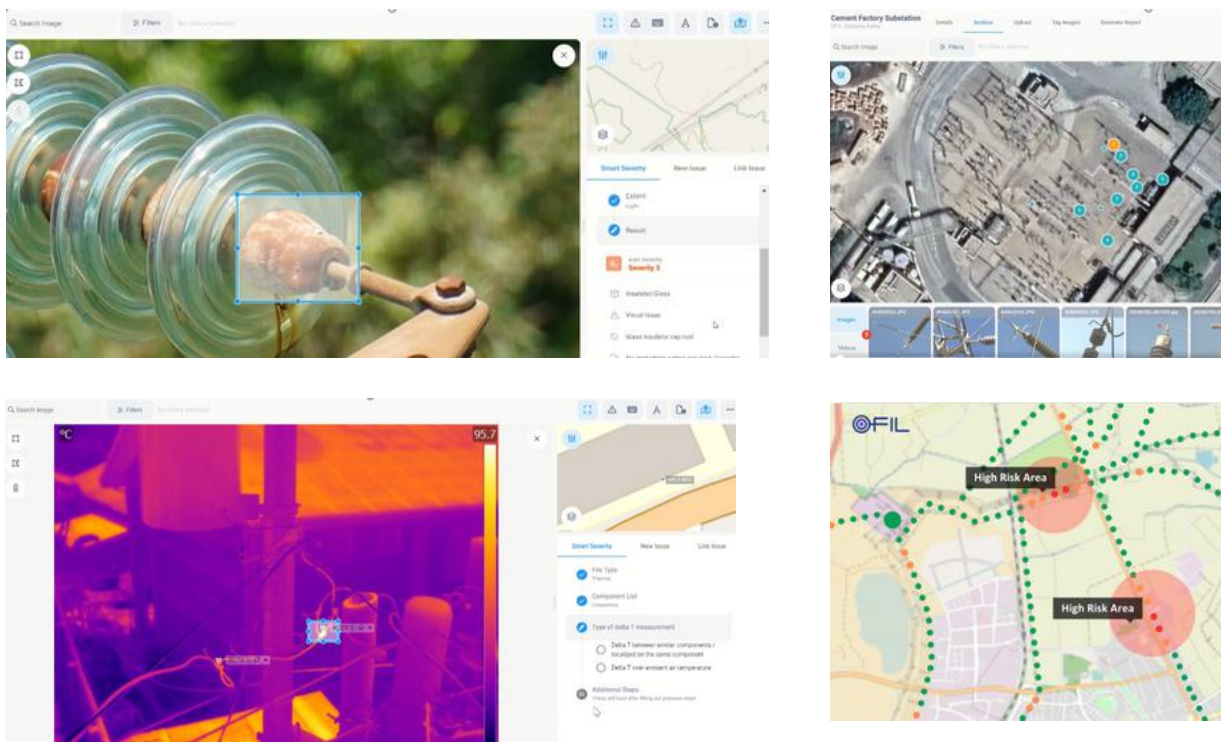 Search Image
Filters
No filters selected
Smart Severity
New Issue
Link Issue
Extent
Light
Result
Auto Severity
Severity 3
Insulator/Glass
Visual Issue
Glass insulator cap rust
Cement Factory Substation
Details
Analyze
Upload
Tag Images
Generate Report
Search Image
Filters
No filters selected
Images
Videos
Search Image
Filters
No filters selected
°C
95,7
Smart Severity
New Issue
Link Issue
File Type
Thermal
Component List
Connectors
Type of delta T measurement
Delta T between similar components /
localized on the same component
Delta T over ambient air temperature
Additional Steps
OFIL
High Risk Area
High Risk Area